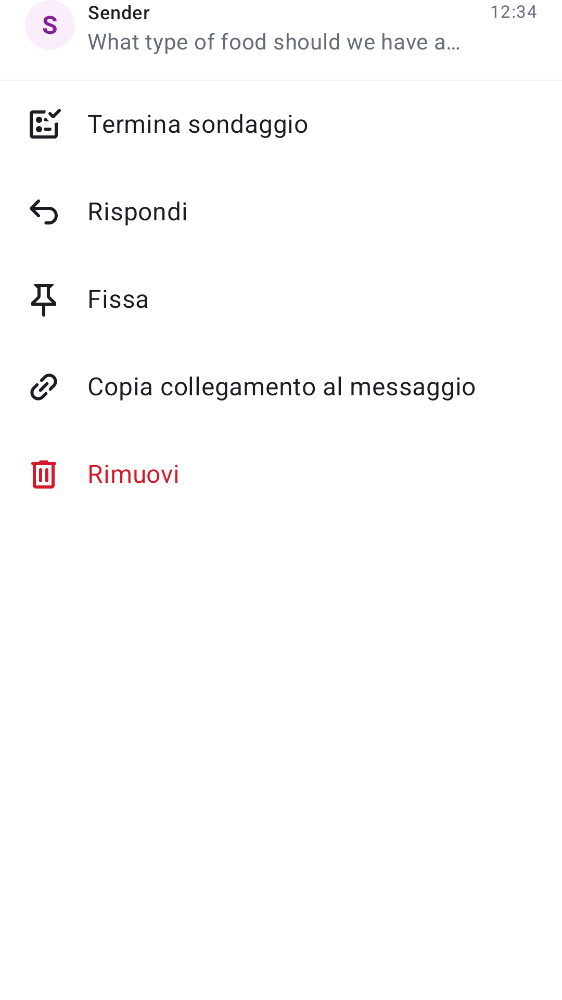 S
Sender
12:34
What type of food should we have a…
Termina sondaggio
Rispondi
Fissa
Copia collegamento al messaggio
Rimuovi